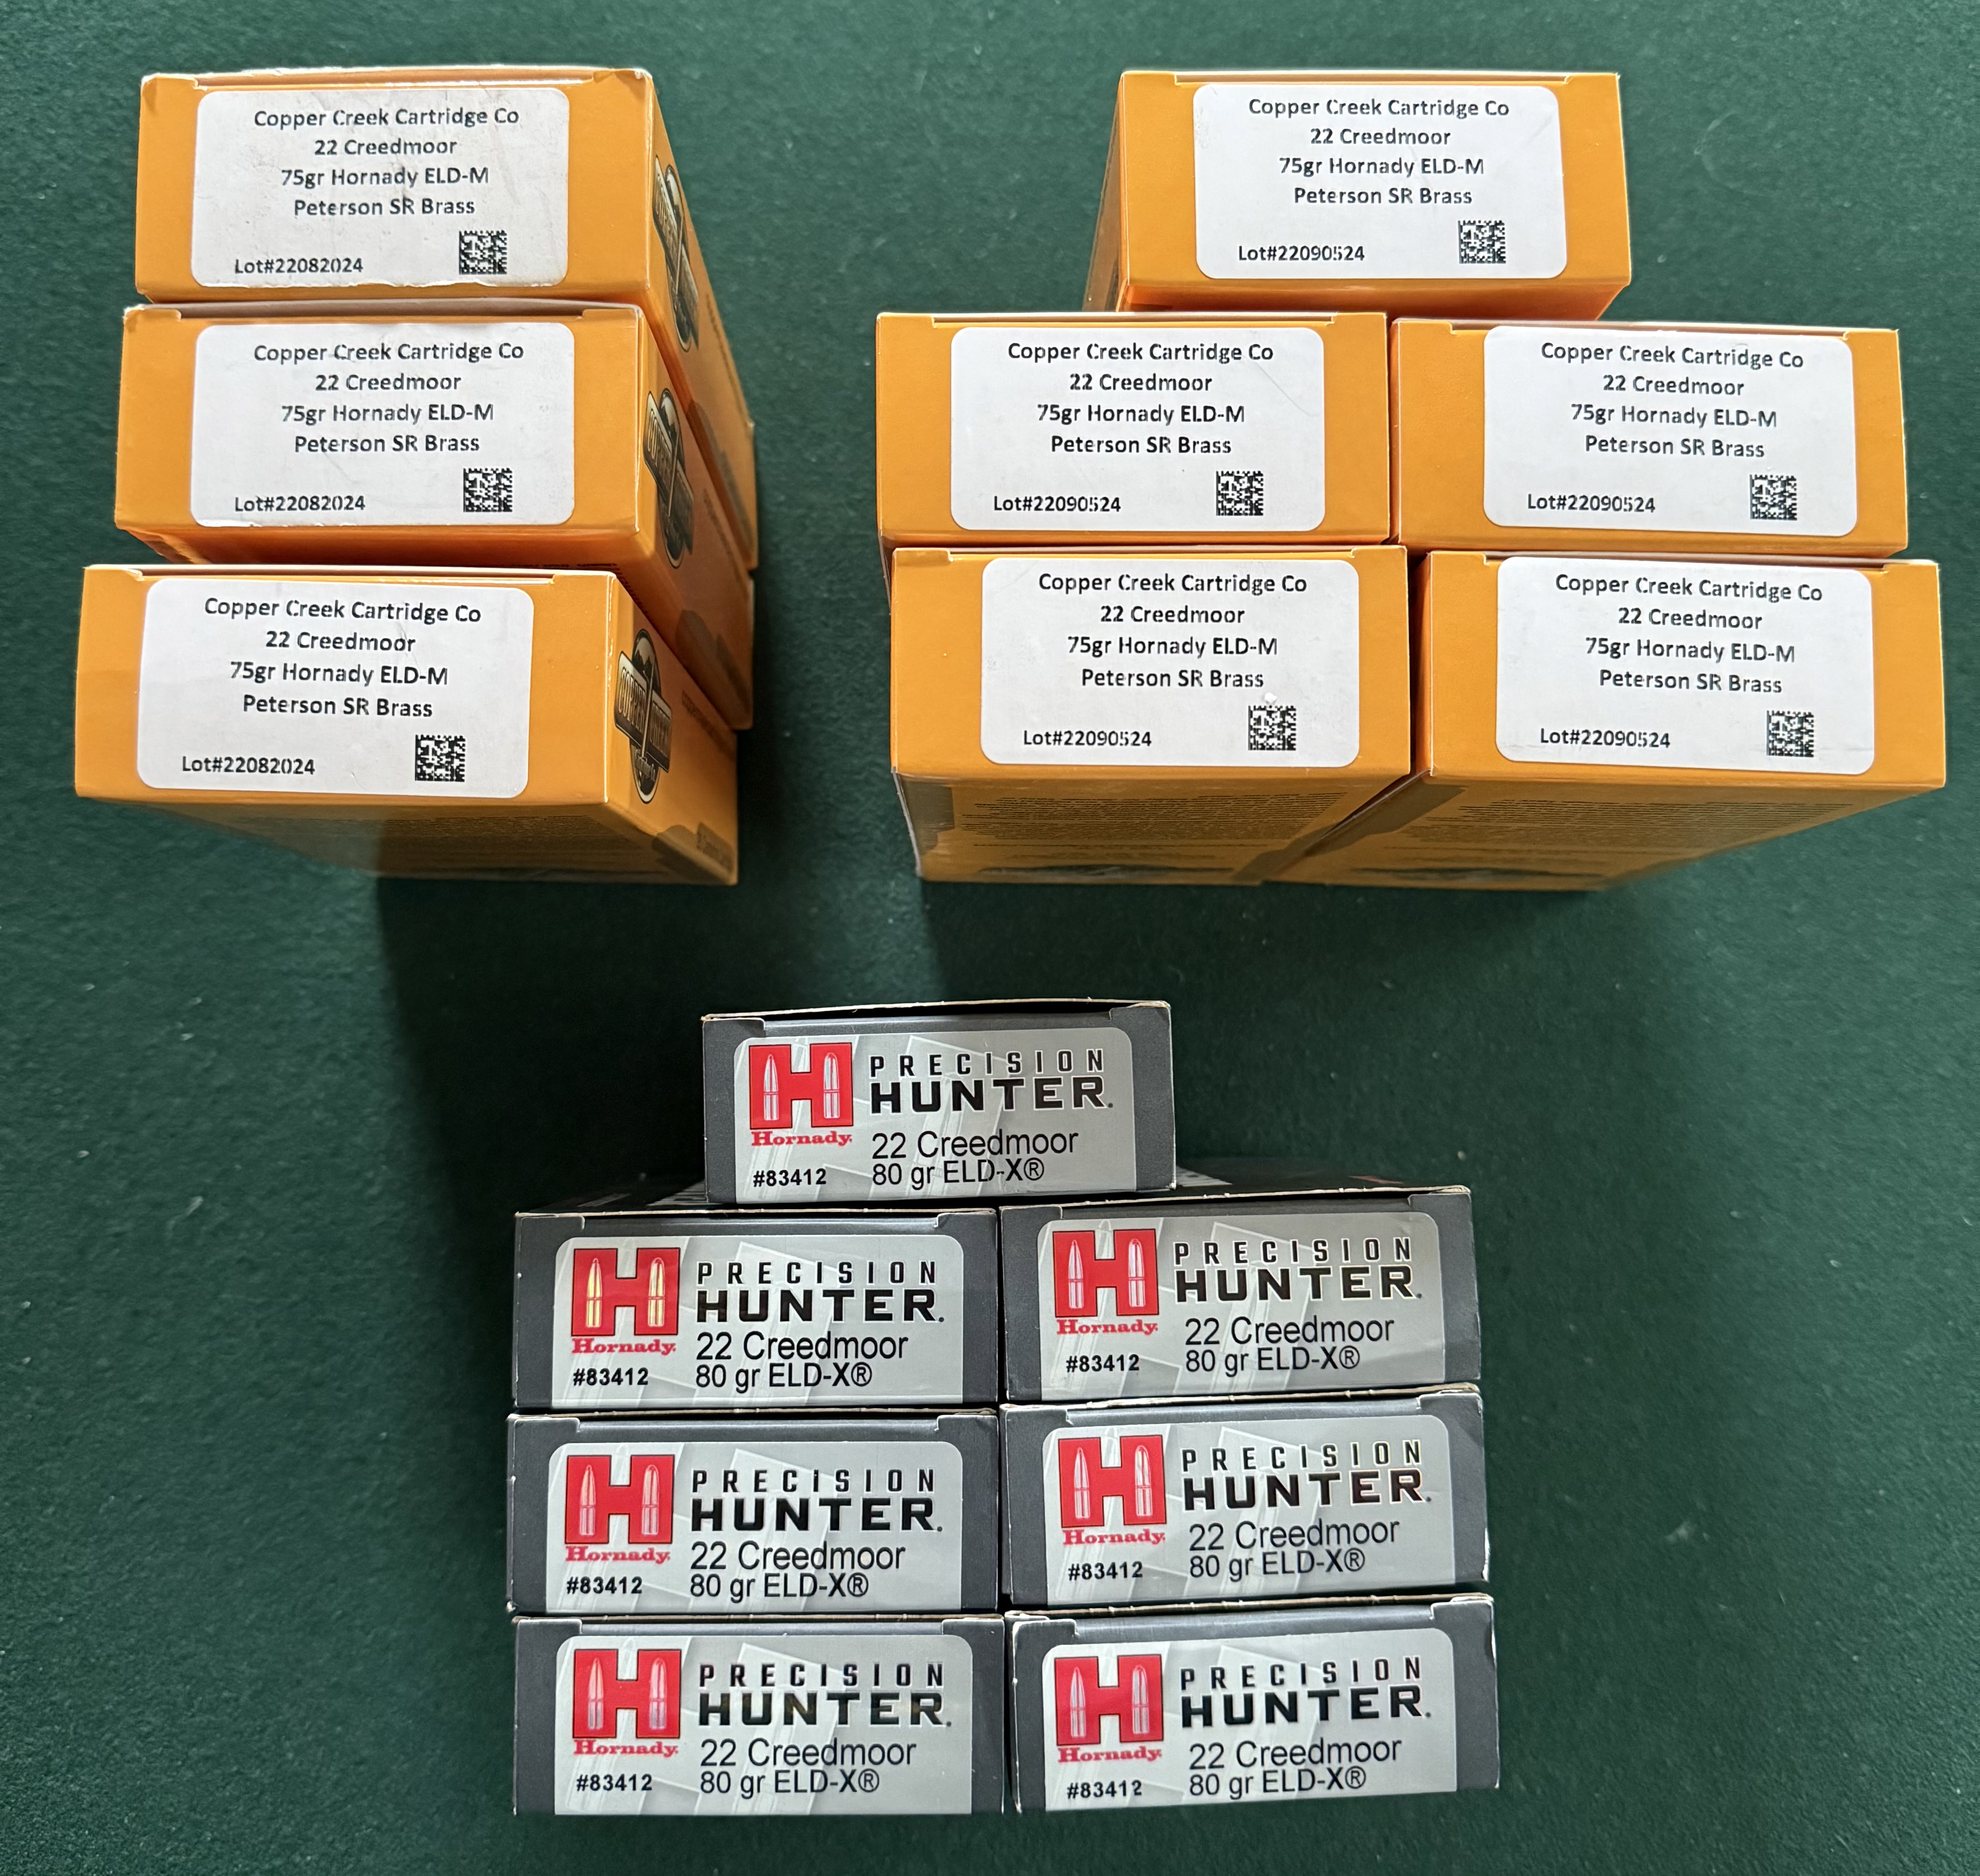 Copper Creek Cartridge Co
22 Creedmoor
75gr Hornady ELD-M
Peterson SR Brass
Lot#22082024
Copper Creek Cartridge Co
22 Creedmoor
75gr Hornady ELD-M
Peterson SR Brass
Lot#22082024
Copper Creek Cartridge Co
22 Creedmoor
75gr Hornady ELD-M
Peterson SR Brass
Lot#22082024
Copper Creek Cartridge Co
22 Creedmoor
75gr Hornady ELD-M
Peterson SR Brass
Lot#22090524
Copper Creek Cartridge Co
22 Creedmoor
75gr Hornady ELD-M
Peterson SR Brass
Lot#22090524
Copper Creek Cartridge Co
22 Creedmoor
75gr Hornady ELD-M
Peterson SR Brass
Lot#22090524
Copper Creek Cartridge Co
22 Creedmoor
75gr Hornady ELD-M
Peterson SR Brass
Lot#22090524
Copper Creek Cartridge Co
22 Creedmoor
75gr Hornady ELD-M
Peterson SR Brass
Lot#22090524
PRECISION
HUNTER.
Hornady.
22 Creedmoor
#83412
80 gr ELD-X®
PRECISION
HUNTER.
Hornady.
22 Creedmoor
#83412
80 gr ELD-X®
PRECISION
HUNTER.
Hornady.
22 Creedmoor
#83412
80 gr ELD-X®
PRECISION
HUNTER.
Hornady.
22 Creedmoor
#83412
80 gr ELD-X®
PRECISION
HUNTER.
Hornady.
22 Creedmoor
#83412
80 gr ELD-X®
PRECISION
HUNTER.
Hornady.
22 Creedmoor
#83412
80 gr ELD-X®
PRECISION
HUNTER.
Hornady.
22 Creedmoor
#83412
80 gr ELD-X®